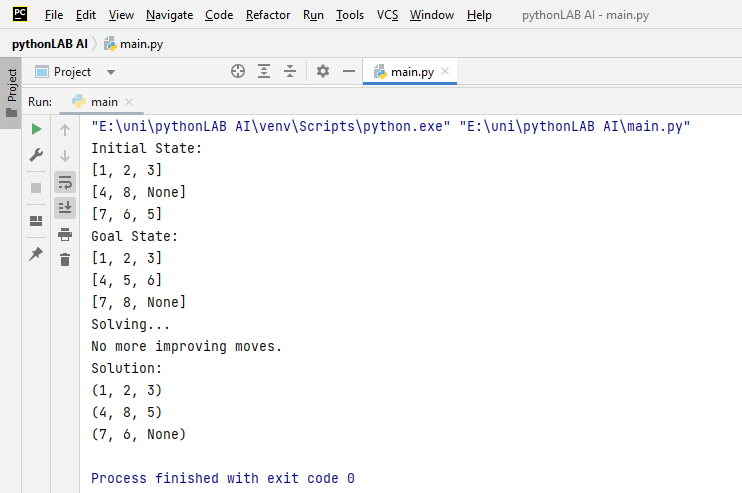 PC File Edit View Navigate Code Refactor Run Tools VCS Window Help pythonLAB AI - main.py
pythonLAB AI main.py
Project Project main.py
Run: main
"E:\uni\pythonLAB AI\venv\Scripts\python.exe" "E:\uni\pythonLAB AI\main.py"
Initial State:
[1, 2, 3]
[4, 8, None]
[7, 6, 5]
Goal State:
[1, 2, 3]
[4, 5, 6]
[7, 8, None]
Solving...
No more improving moves.
Solution:
(1, 2, 3)
(4, 8, 5)
(7, 6, None)
Process finished with exit code 0